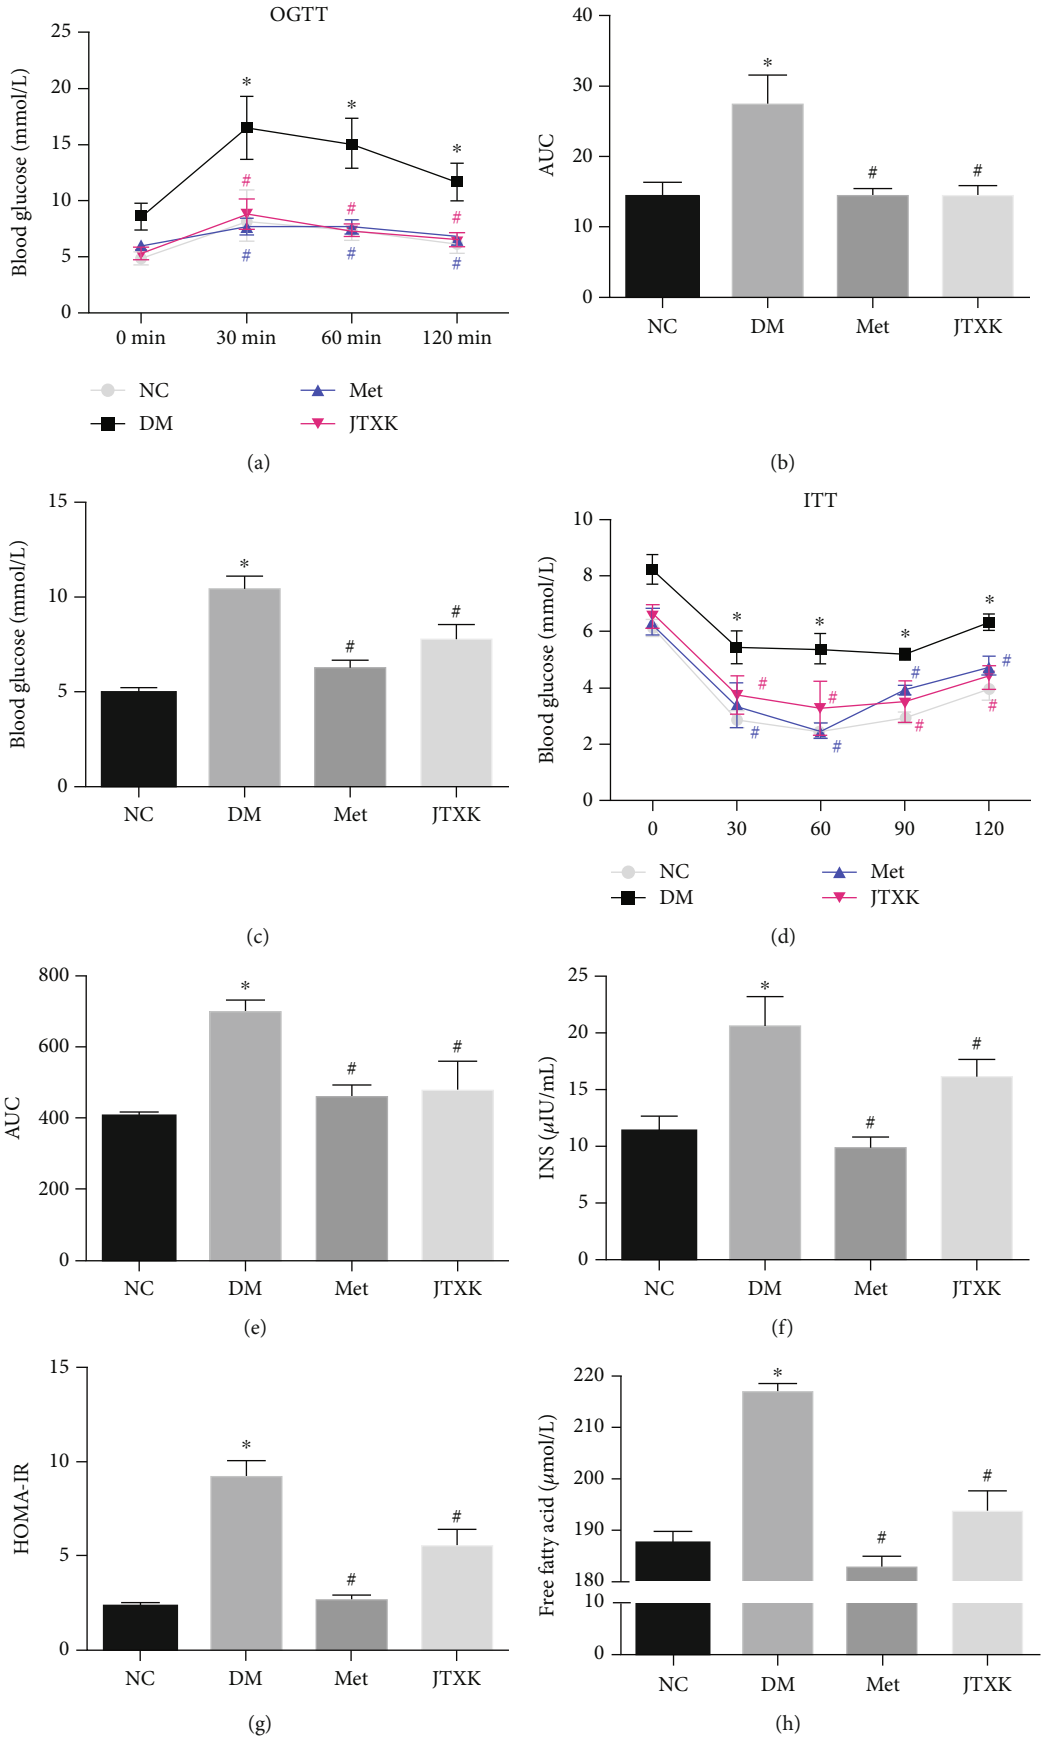 OGTT
Blood glucose (mmol/L)
25
20
15
10
5
0
* * *
# # #
# # #
0 min 30 min 60 min 120 min
NC Met
DM JTXK
(a)
AUC
40
30
20
10
0
* # #
NC DM Met JTXK
(b)
Blood glucose (mmol/L)
15
10
5
0
* # #
NC DM Met JTXK
(c)
ITT
Blood glucose (mmol/L)
10
8
6
4
2
0
* * * *
# # # #
# # # #
0 30 60 90 120
NC Met
DM JTXK
(d)
AUC
800
600
400
200
0
* # #
NC DM Met JTXK
(e)
INS (μIU/mL)
25
20
15
10
5
0
* # #
NC DM Met JTXK
(f)
HOMA-IR
15
10
5
0
* # #
NC DM Met JTXK
(g)
Free fatty acid (μmol/L)
220
210
200
190
180
10
0
* # #
NC DM Met JTXK
(h)